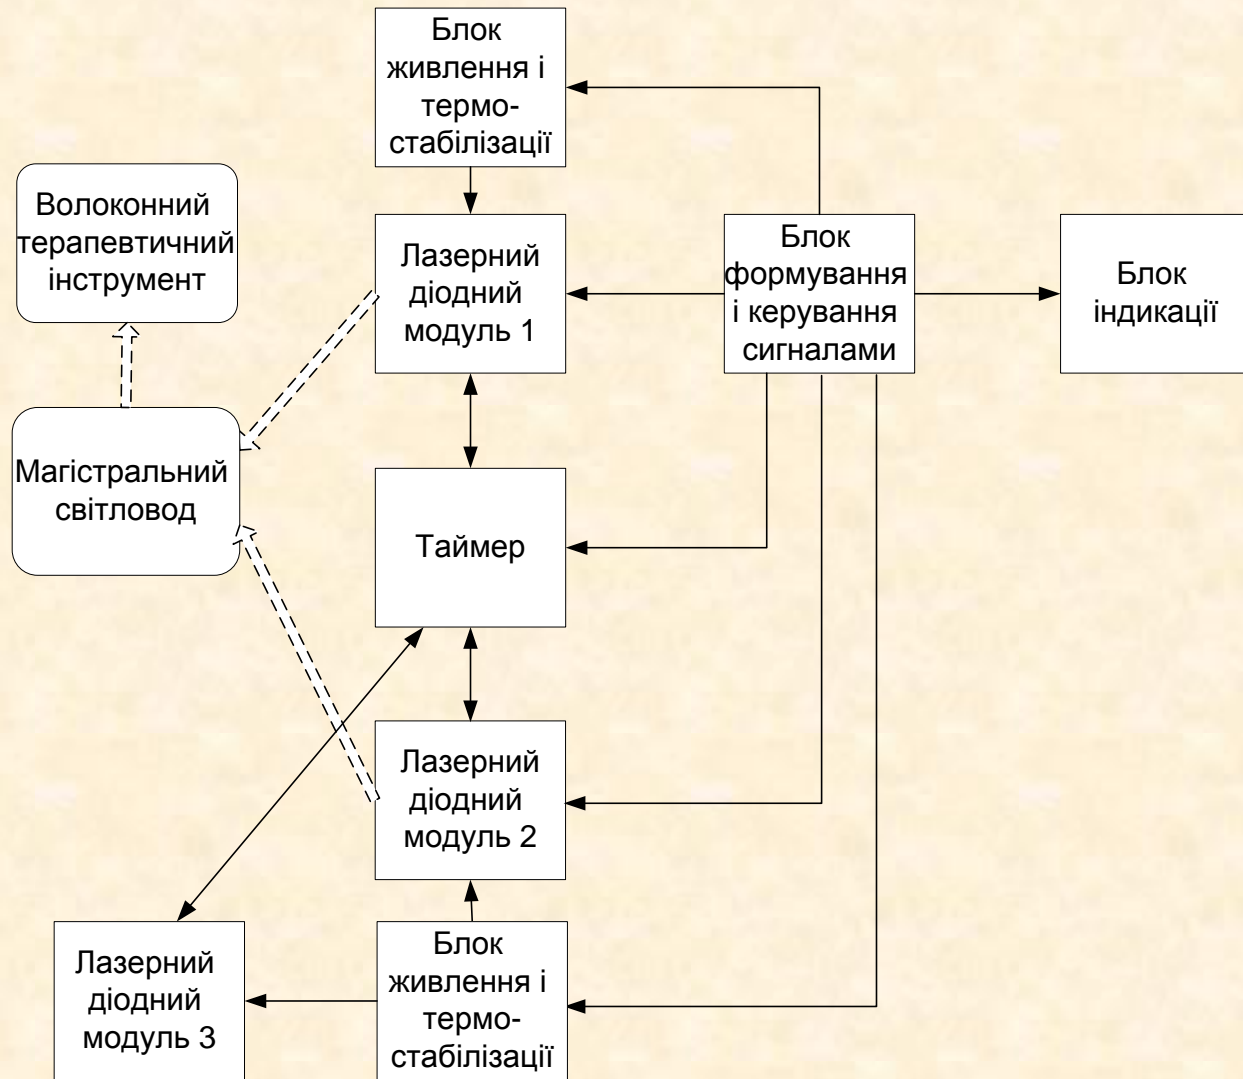 Блок
живлення і
термо-
стабілізації
Волоконний
терапевтичний
інструмент
Лазерний
діодний
модуль 1
Блок
формування
і керування
сигналами
Блок
індикації
Магістральний
світловод
Таймер
Лазерний
діодний
модуль 2
Лазерний
діодний
модуль 3
Блок
живлення і
термо-
стабілізації